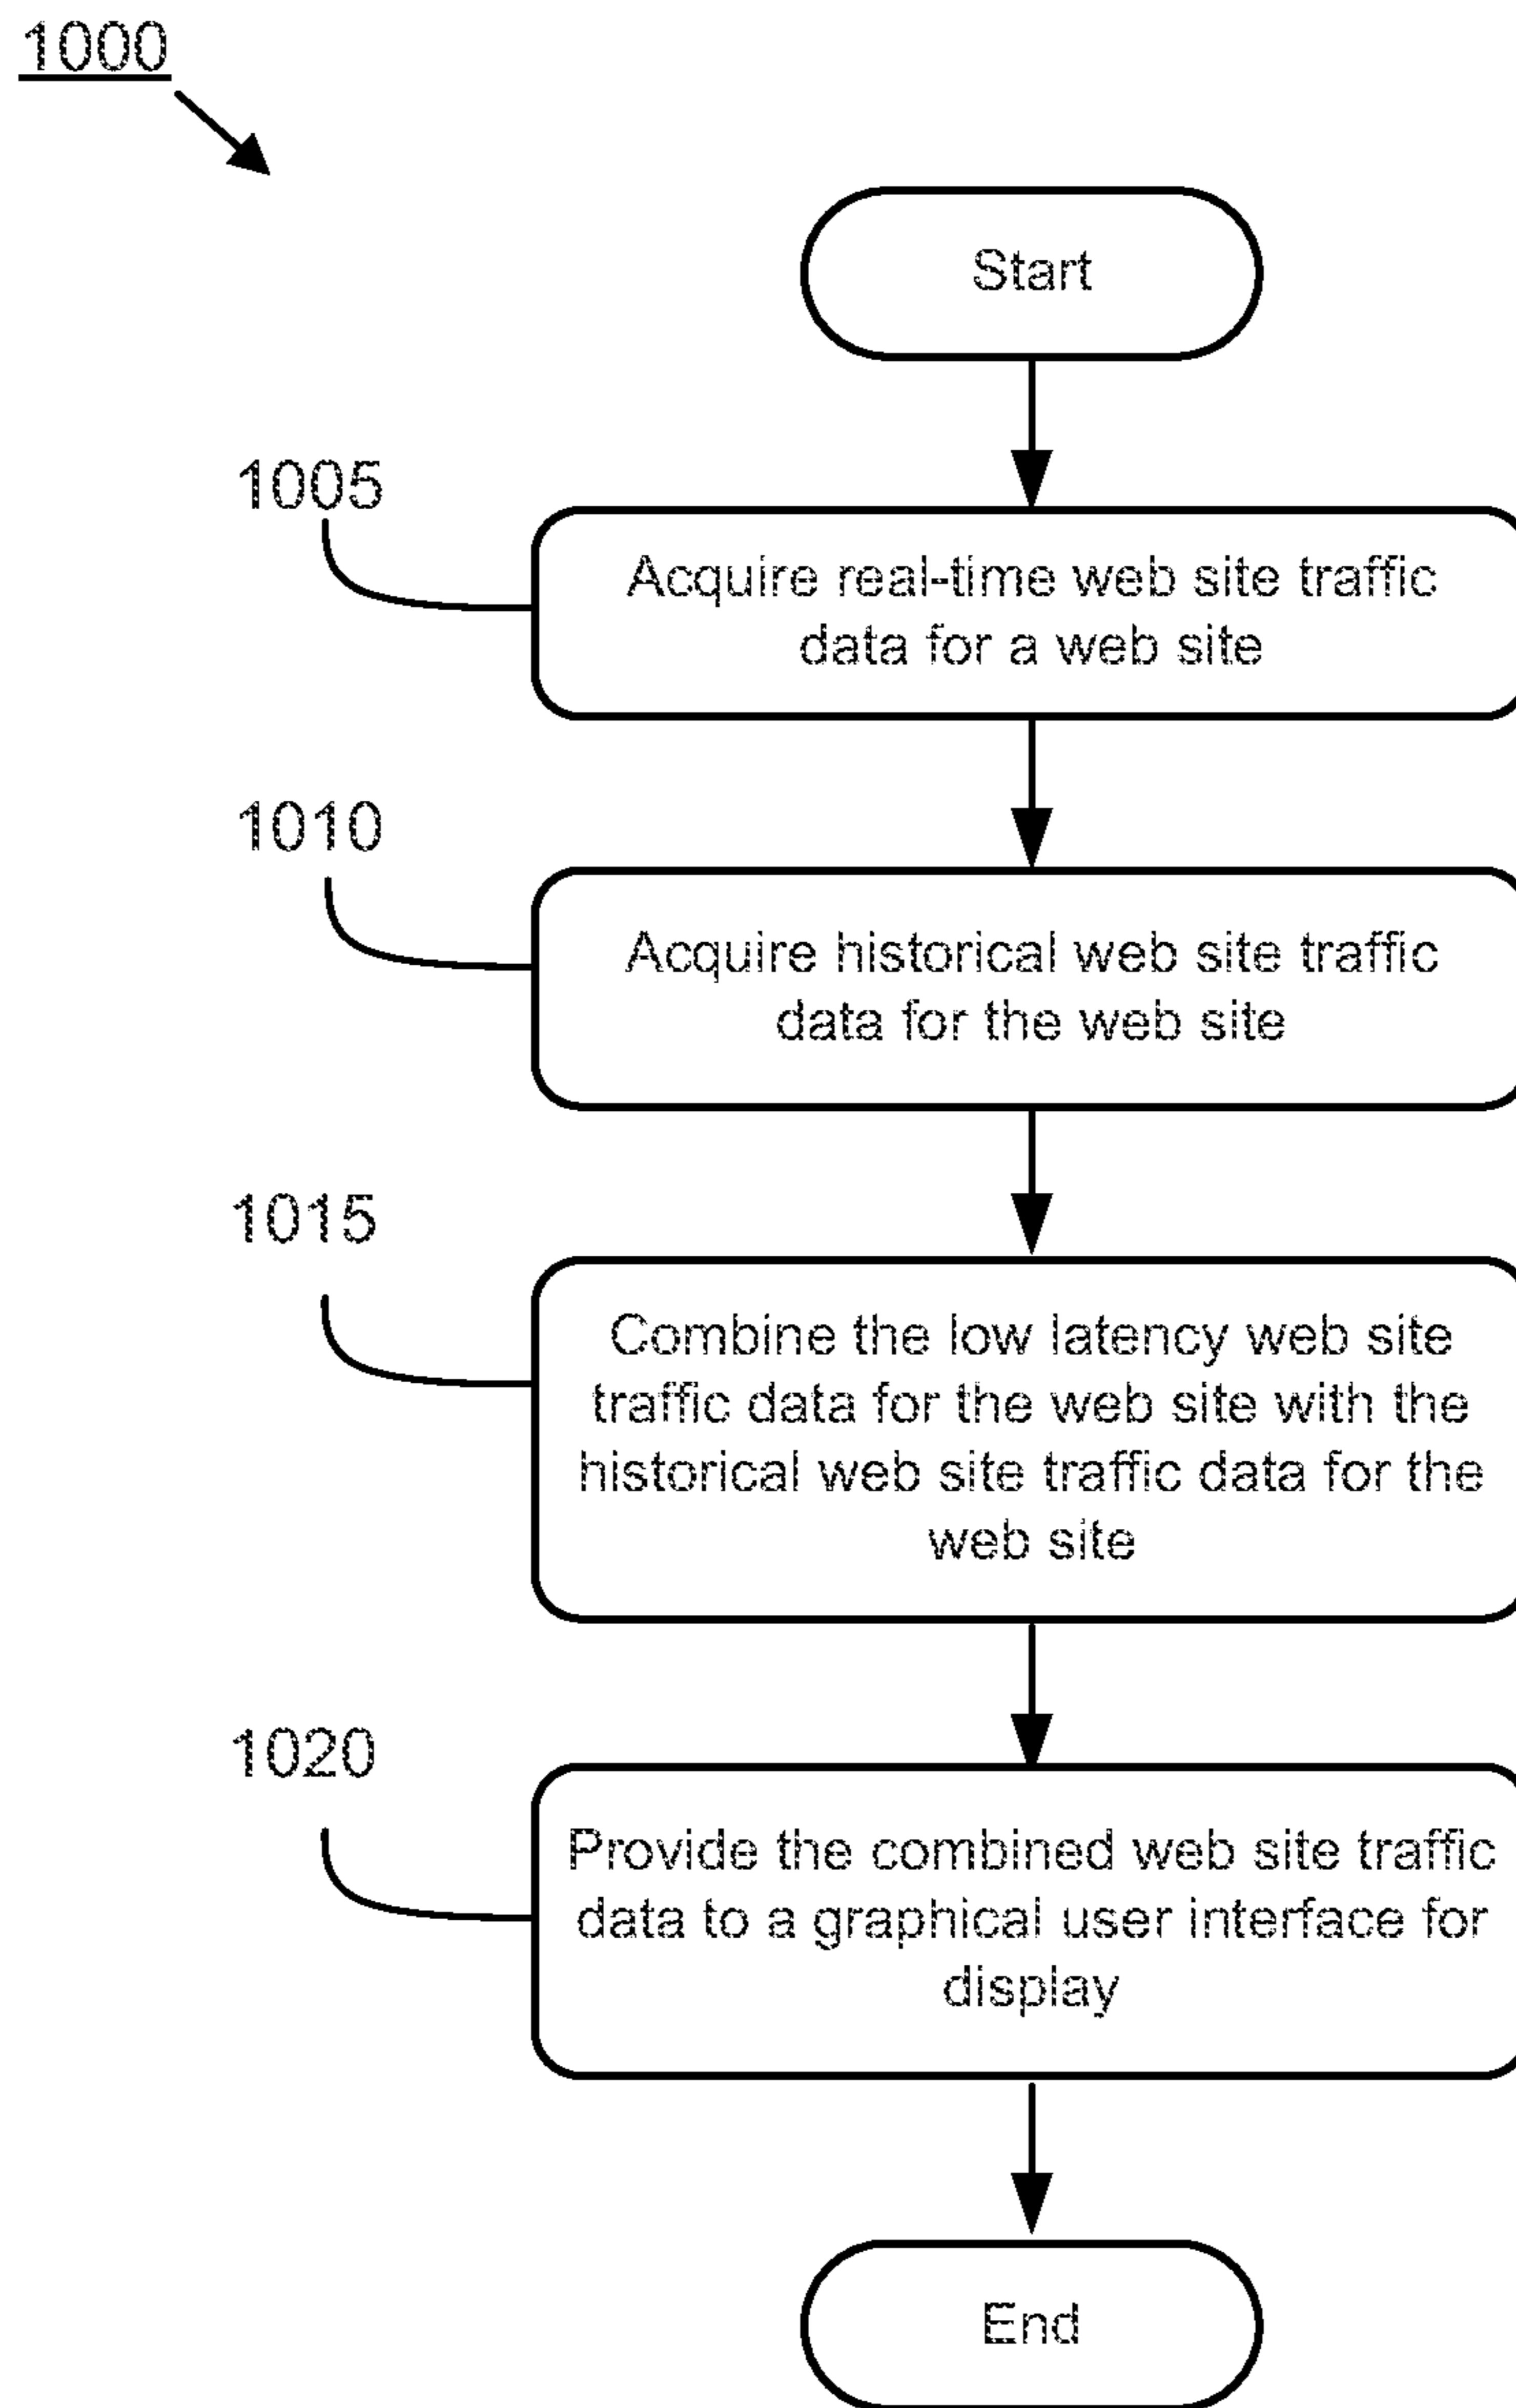 1000
Start
1005
Acquire real-time web site traffic
data for a web site
1010
Acquire historical web site traffic
data for the web site
1015
Combine the low latency web site
traffic data for the web site with the
historical web site traffic data for the
web site
1020
Provide the combined web site traffic
data to a graphical user interface for
display
End